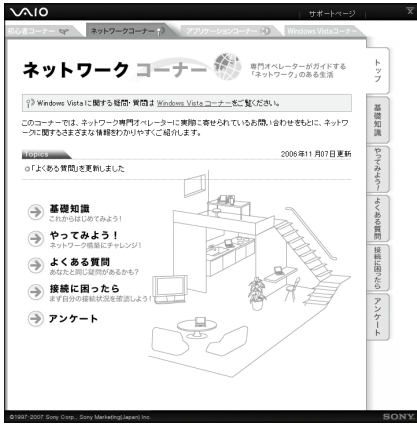 VAIO
サポートページ
初心者コーナー
ネットワークコーナー
アプリケーションコーナー
Windows Vistaコーナー
ネットワーク コーナー
専門オペレーターがガイドする
「ネットワーク」のある生活
Windows Vista に関する疑問・質問は Windows Vista コーナーをご覧ください。
このコーナーでは、ネットワーク専門オペレーターに実際に寄せられているお問い合わせをもとに、ネットワ
ークに関するさまざまな情報をわかりやすくご紹介します。
Topics
2006年11月07日更新
「よくある質問」を更新しました
基礎知識
これからはじめてみよう!
やってみよう!
ネットワーク構築にチャレンジ!
よくある質問
あなたと同じ疑問があるかも?
接続に困ったら
まず自分の接続状況を確認しよう!
アンケート
トップ
基礎知識
やってみよう!
よくある質問
接続に困ったら
アンケート
©1997-2007 Sony Corp., Sony Marketing(Japan) Inc.
SONY